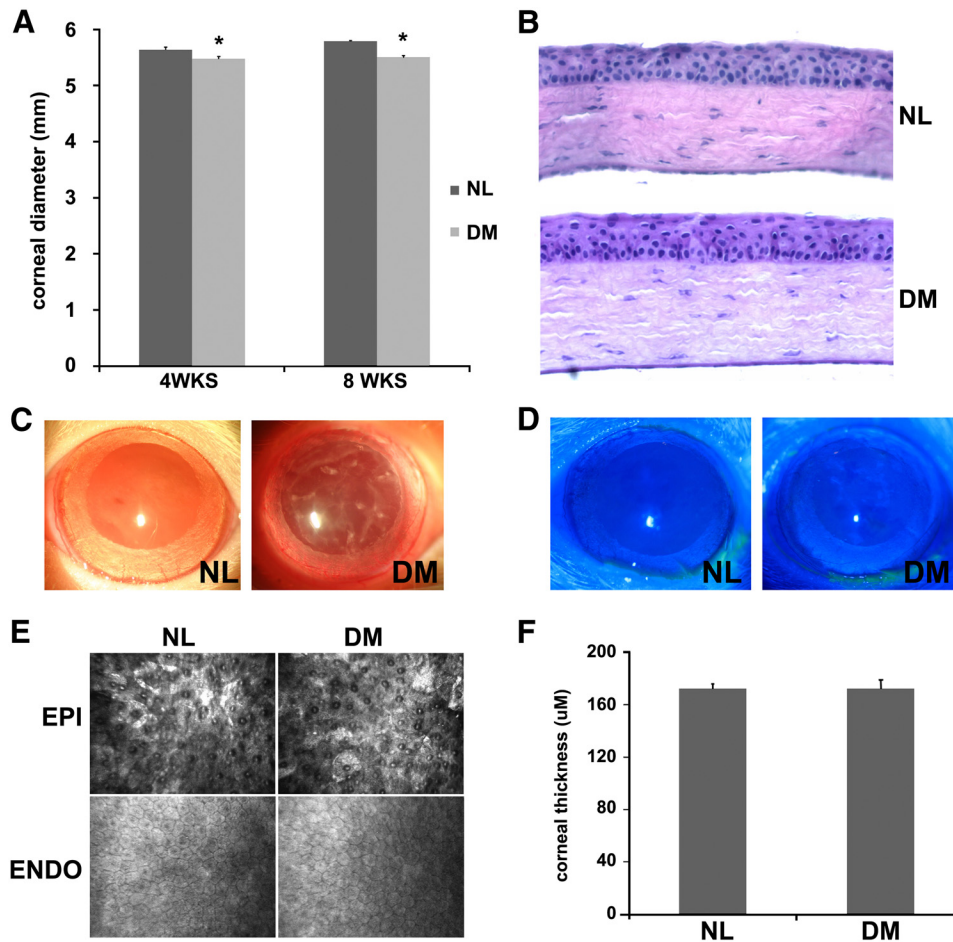 A
6
5
4
3
2
1
0
corneal diameter (mm)
*
*
4WKS
8 WKS
NL
DM
B
NL
DM
C
NL
DM
D
NL
DM
E
NL
DM
EPI
ENDO
F
200
160
120
80
40
0
corneal thickness (uM)
NL
DM